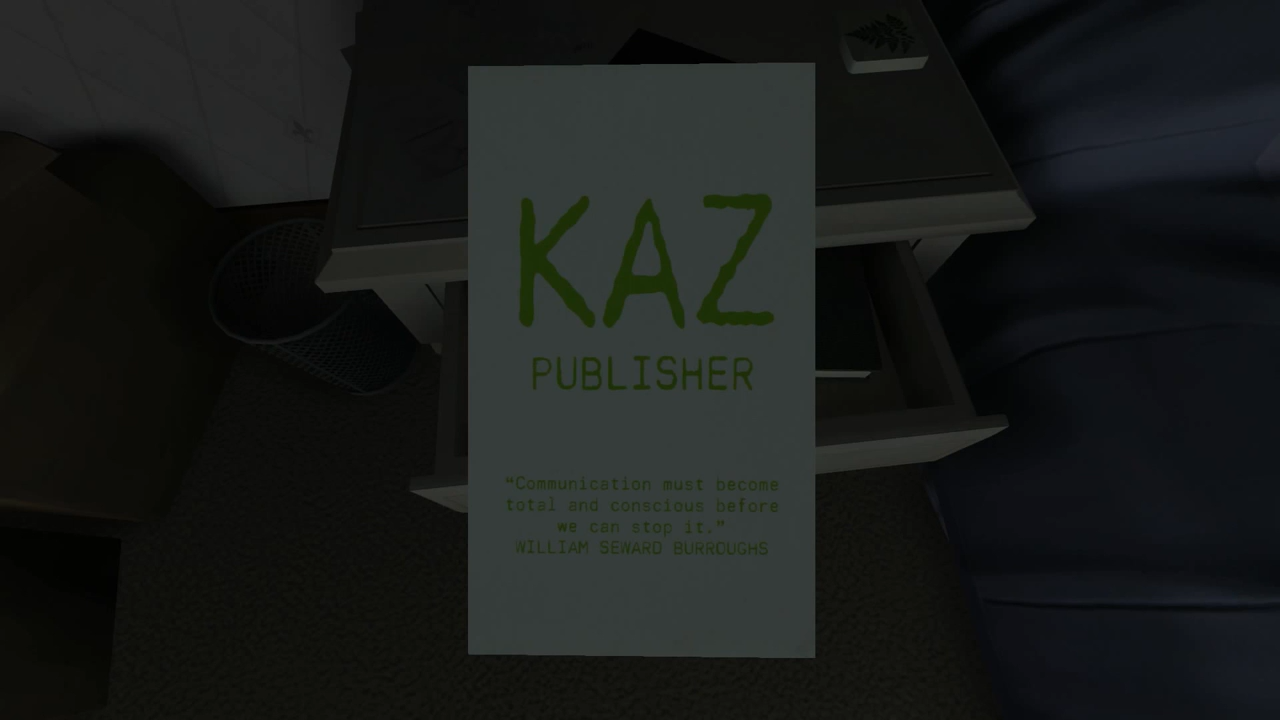 KAZ
PUBLISHER
“Communication must become
total and conscious before
we can stop it.”
WILLIAM SEWARD BURROUGHS